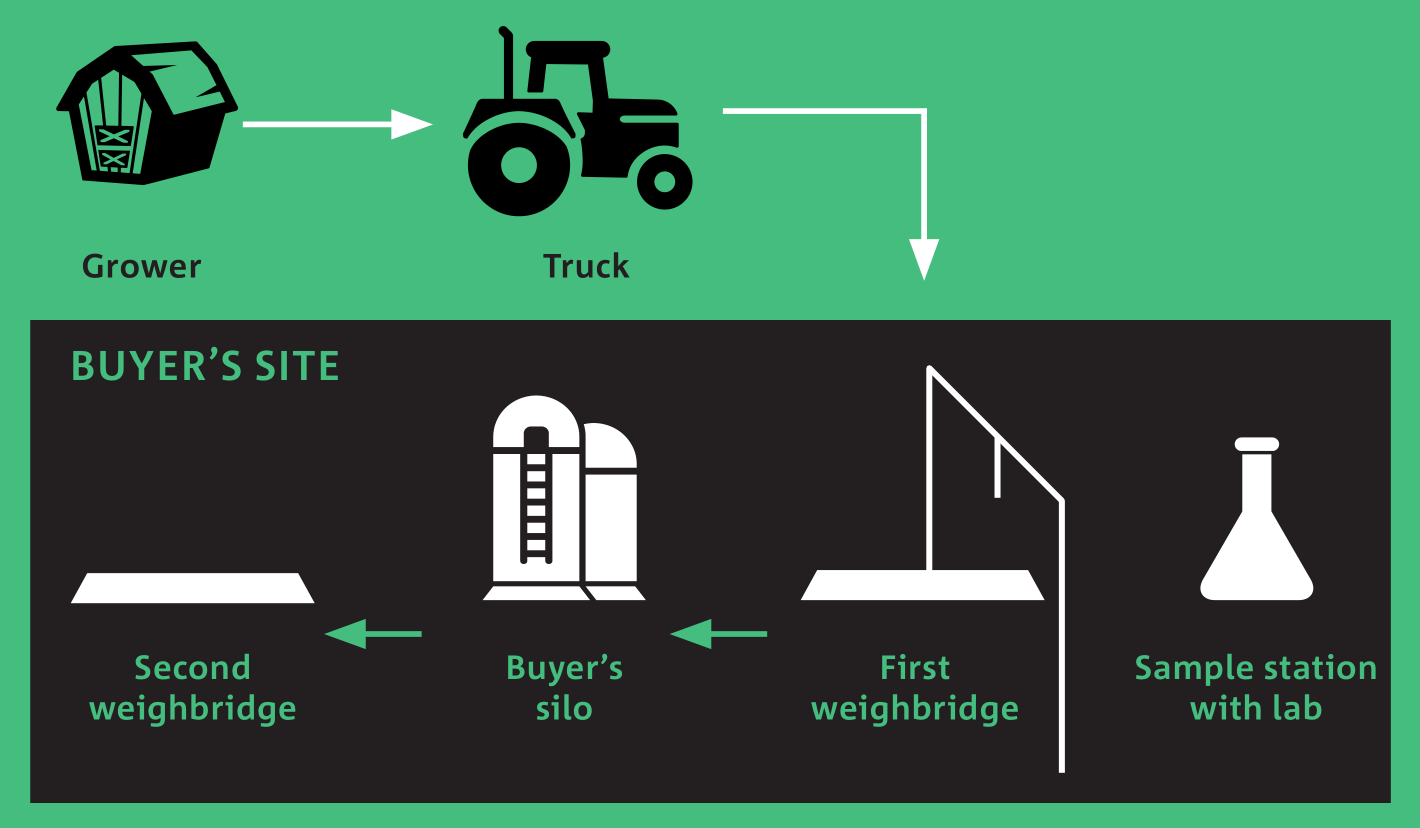 Grower
Truck
BUYER’S SITE
Second
weighbridge
Buyer’s
silo
First
weighbridge
Sample station
with lab